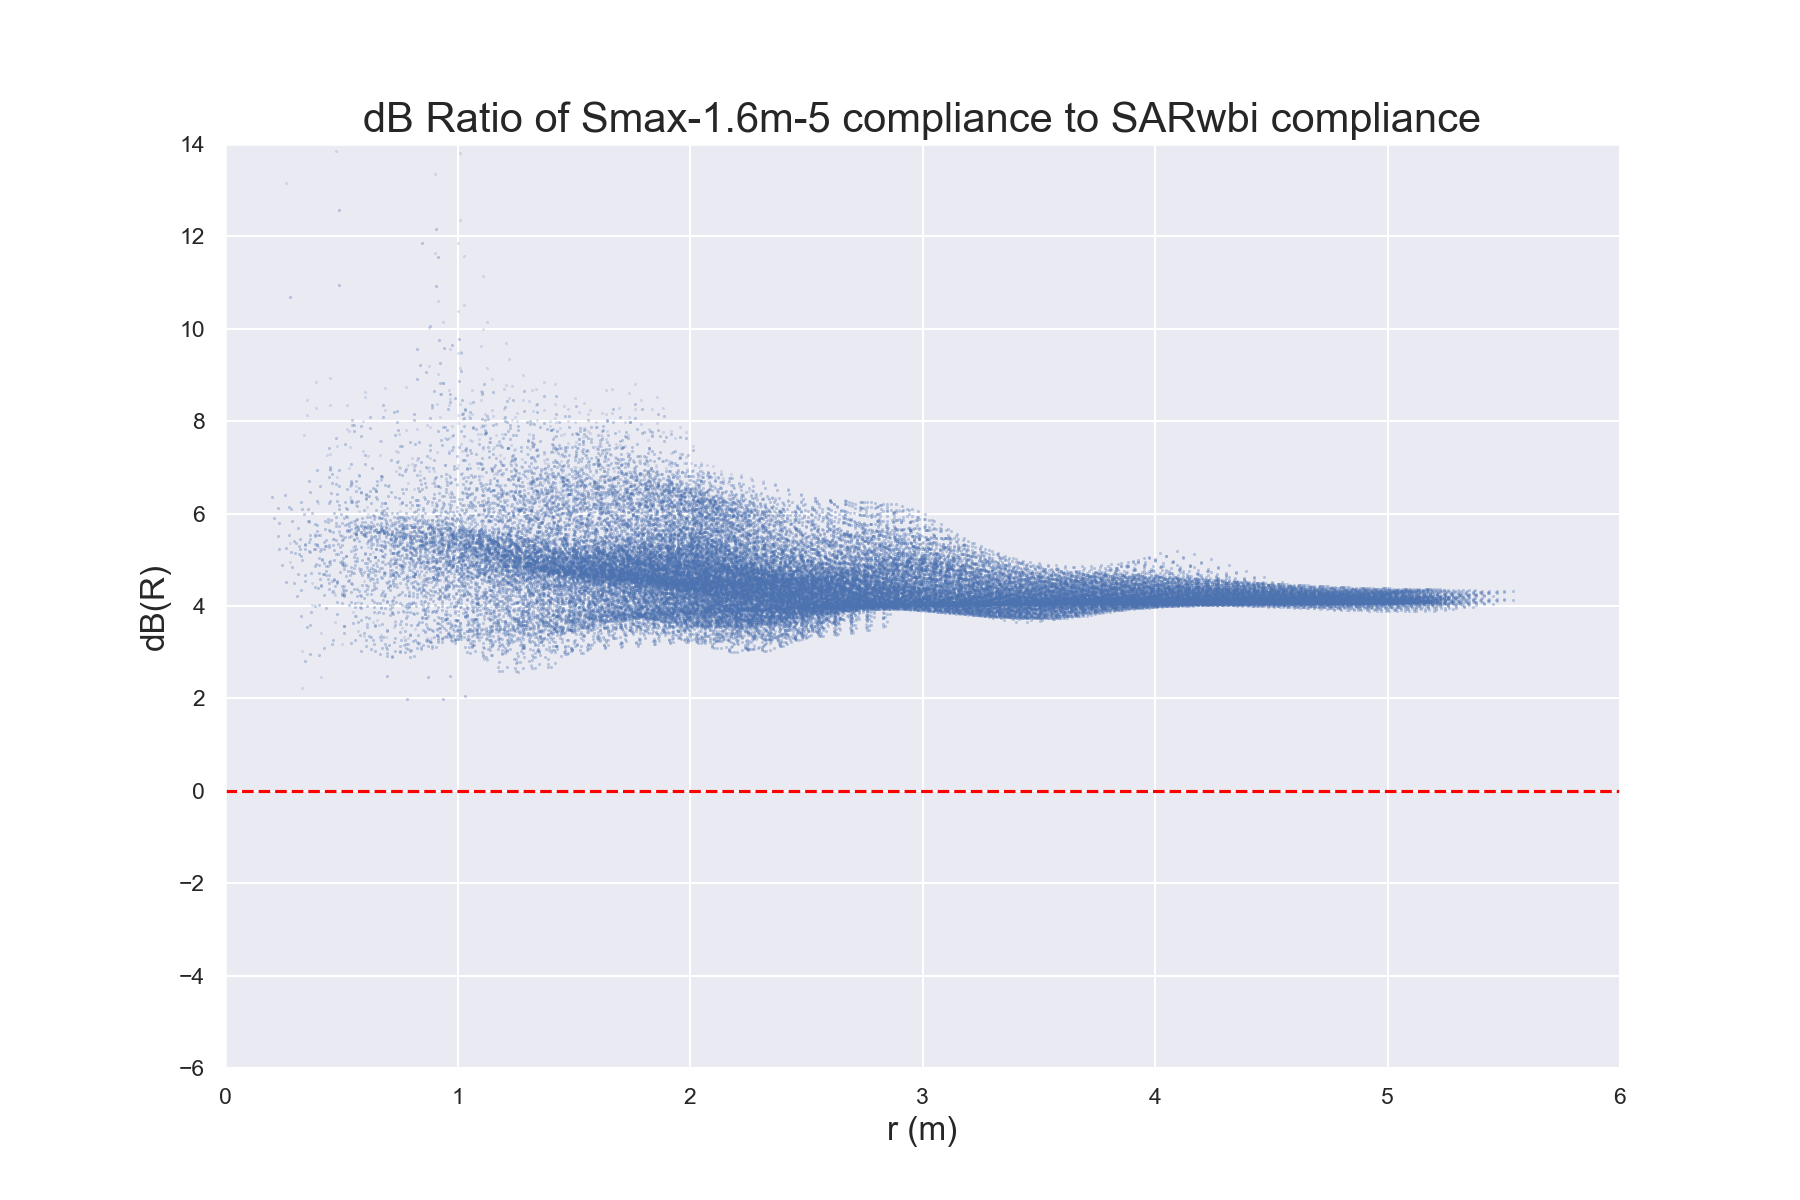 dB Ratio of Smax-1.6m-5 compliance to SARwbi compliance
14
12
10
8
6
4
2
0
−2
−4
−6
dB(R)
0 1 2 3 4 5 6
r (m)